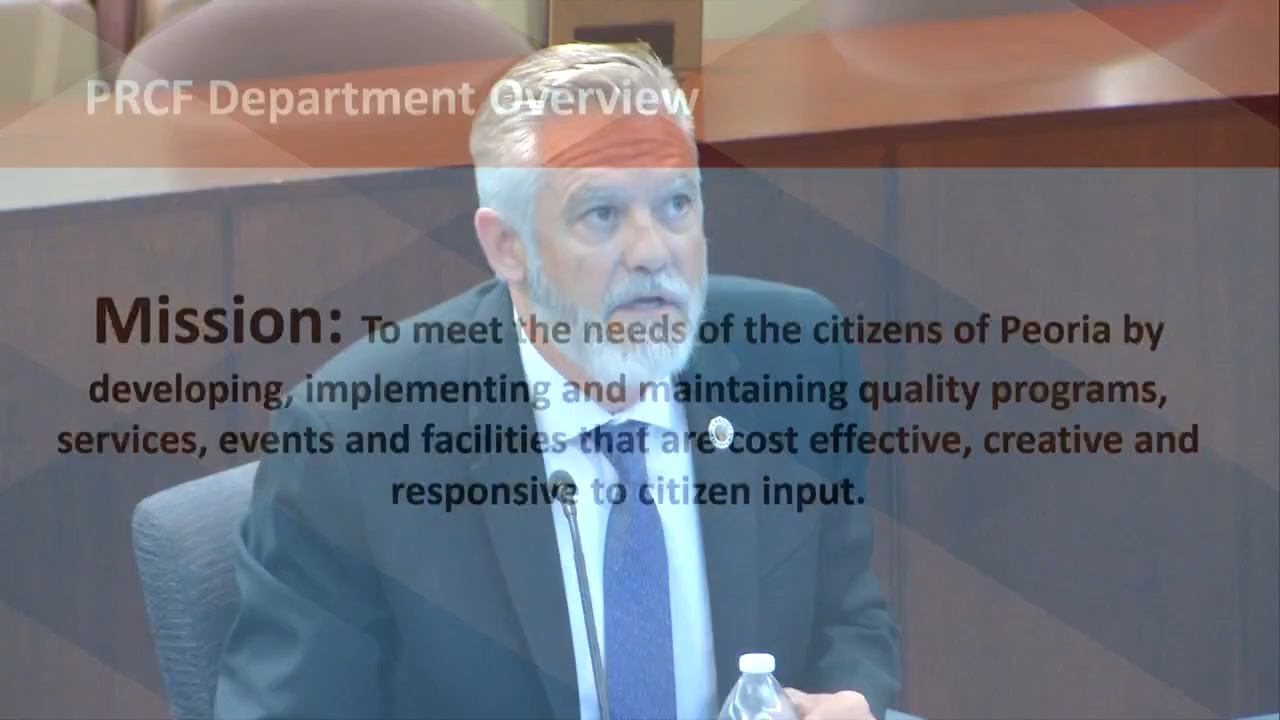 PRCF Department Overview
Mission: To meet the needs of the citizens of Peoria by
developing, implementing and maintaining quality programs,
services, events and facilities that are cost effective, creative and
responsive to citizen input.